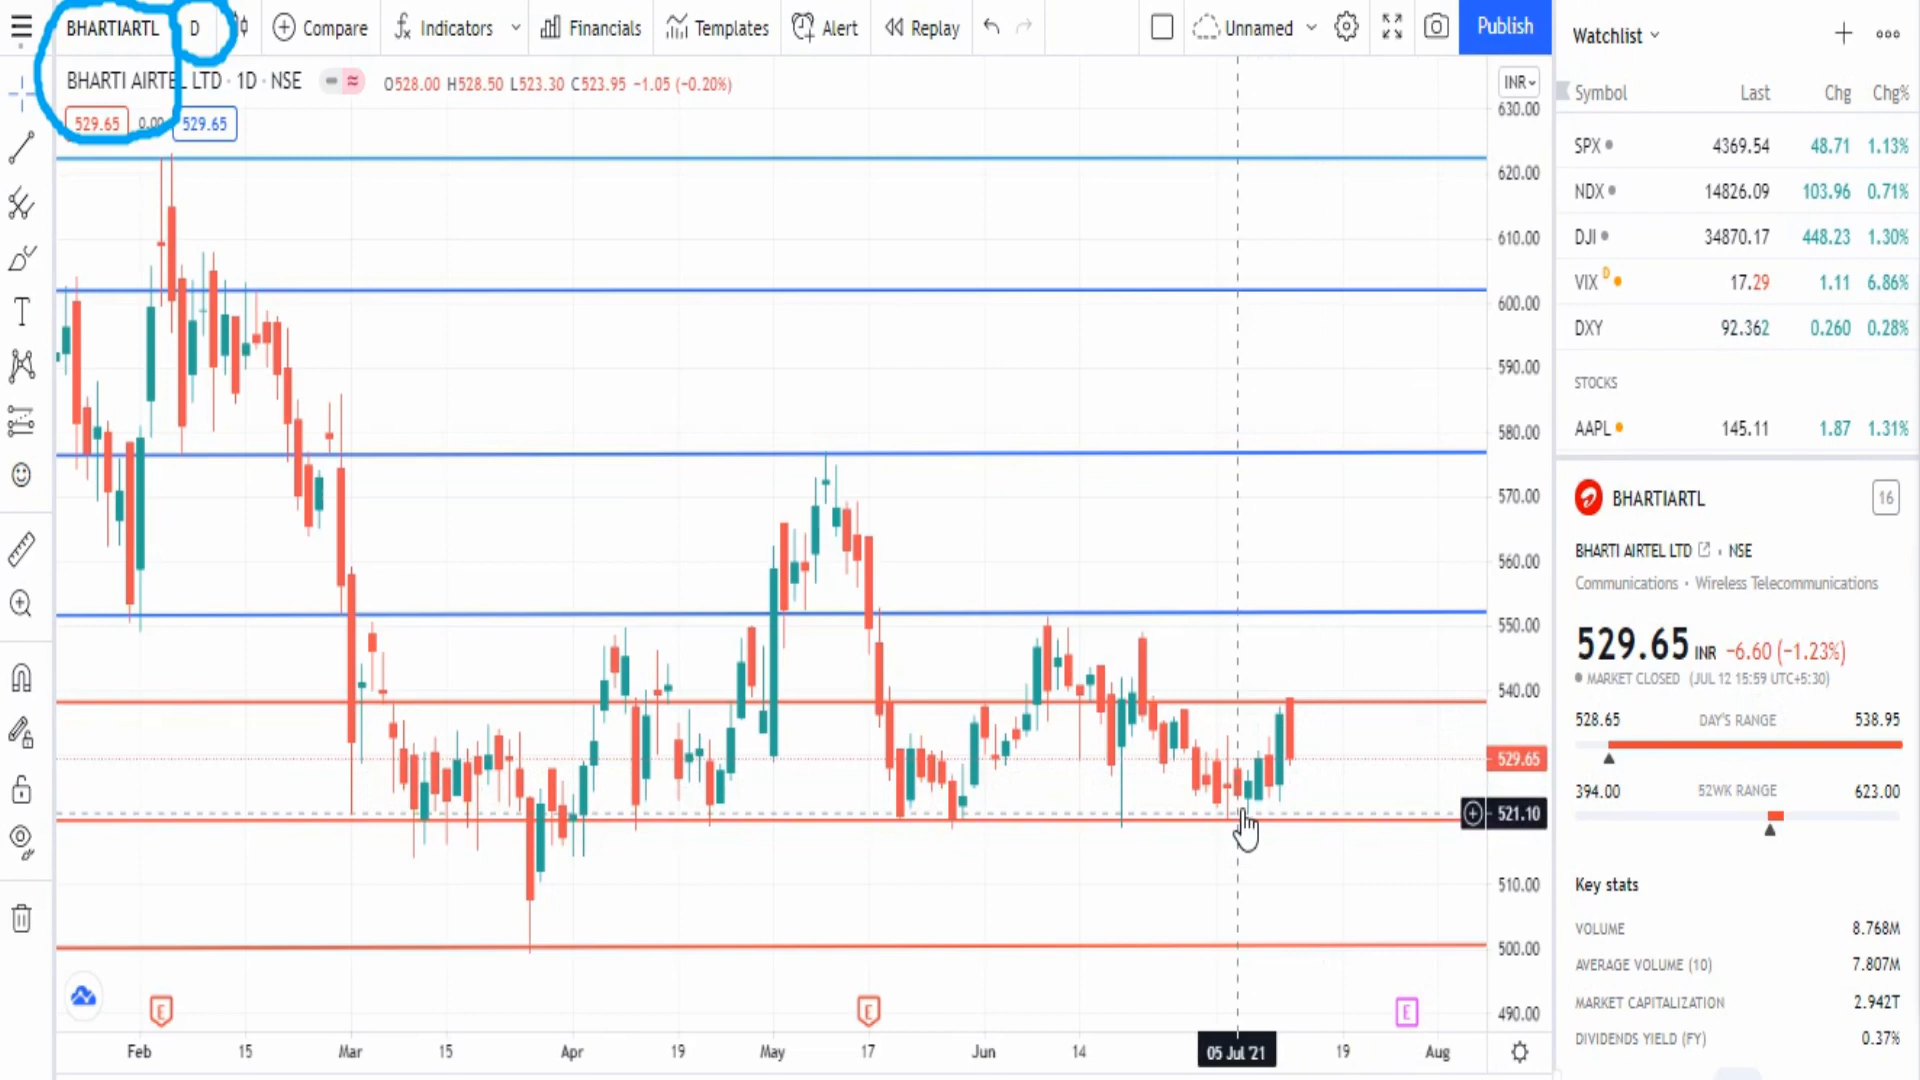 BHARTIARTL D Compare Indicators Financials Templates Alert Replay Unnamed Publish
BHARTI AIRTEL LTD · 1D · NSE O528.00 H528.50 L523.30 C523.95 −1.05 (−0.20%)
529.65 0.00 529.65
INR
630.00
620.00
610.00
600.00
590.00
580.00
570.00
560.00
550.00
540.00
529.65
521.10
510.00
500.00
490.00
E E E
Feb 15 Mar 15 Apr 19 May 17 Jun 14 05 Jul '21 19 Aug
Watchlist
Symbol Last Chg Chg%
SPX 4369.54 48.71 1.13%
NDX 14826.09 103.96 0.71%
DJI 34870.17 448.23 1.30%
VIX D 17.29 1.11 6.86%
DXY 92.362 0.260 0.28%
STOCKS
AAPL 145.11 1.87 1.31%
BHARTIARTL 16
BHARTI AIRTEL LTD · NSE
Communications • Wireless Telecommunications
529.65 INR −6.60 (−1.23%)
MARKET CLOSED (JUL 12 15:59 UTC+5:30)
528.65 DAY'S RANGE 538.95
394.00 52WK RANGE 623.00
Key stats
VOLUME 8.768M
AVERAGE VOLUME (10) 7.807M
MARKET CAPITALIZATION 2.942T
DIVIDENDS YIELD (FY) 0.37%